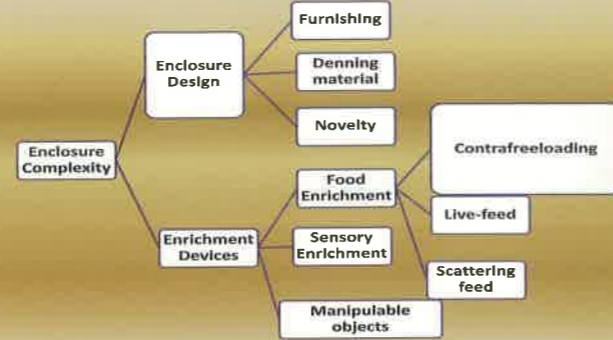 Enclosure
Complexity
Enclosure
Design
Furnishing
Denning
material
Novelty
Enrichment
Devices
Food
Enrichment
Contrafreeloading
Live-feed
Scattering
feed
Sensory
Enrichment
Manipulable
objects